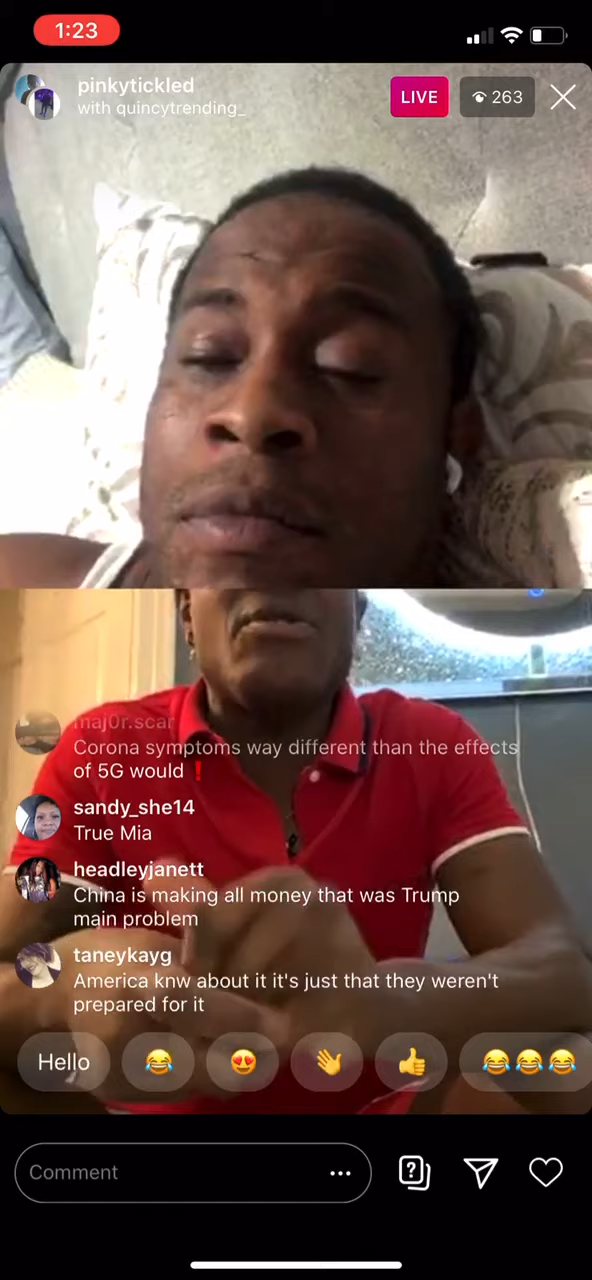 1:23
pinkytickled
with quincytrending_
LIVE
263
maj0r.scar
Corona symptoms way different than the effects
of 5G would❗
sandy_she14
True Mia
headleyjanett
China is making all money that was Trump
main problem
taneykayg
America knw about it it's just that they weren't
prepared for it
Hello 😂 😍 👋 👍 😂😂😂
Comment